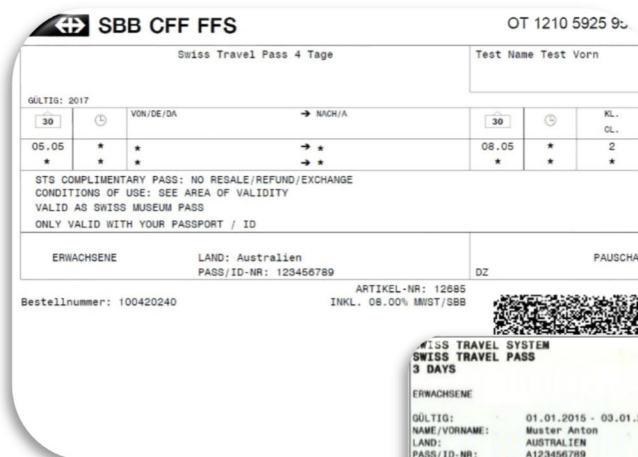 SBB CFF FFS
OT 1210 5925
Swiss Travel Pass 4 Tage
Test Name Test Vorn
GÜLTIG: 2017
30 VON/DE/DA → NACH/A 30 KL.
CL.
05.05 * * → * 08.05 * 2
* * * → * * * *
STS COMPLIMENTARY PASS: NO RESALE/REFUND/EXCHANGE
CONDITIONS OF USE: SEE AREA OF VALIDITY
VALID AS SWISS MUSEUM PASS
ONLY VALID WITH YOUR PASSPORT / ID
ERWACHSENE LAND: Australien PAUSCHA
PASS/ID-NR: 123456789 DZ
ARTIKEL-NR: 12685
Bestellnummer: 100420240 INKL. 08.00% MWST/SBB
SWISS TRAVEL SYSTEM
SWISS TRAVEL PASS
3 DAYS
ERWACHSENE
GÜLTIG: 01.01.2015 - 03.01.
NAME/VORNAME: Muster Anton
LAND: AUSTRALIEN
PASS/ID-NR: A123456789